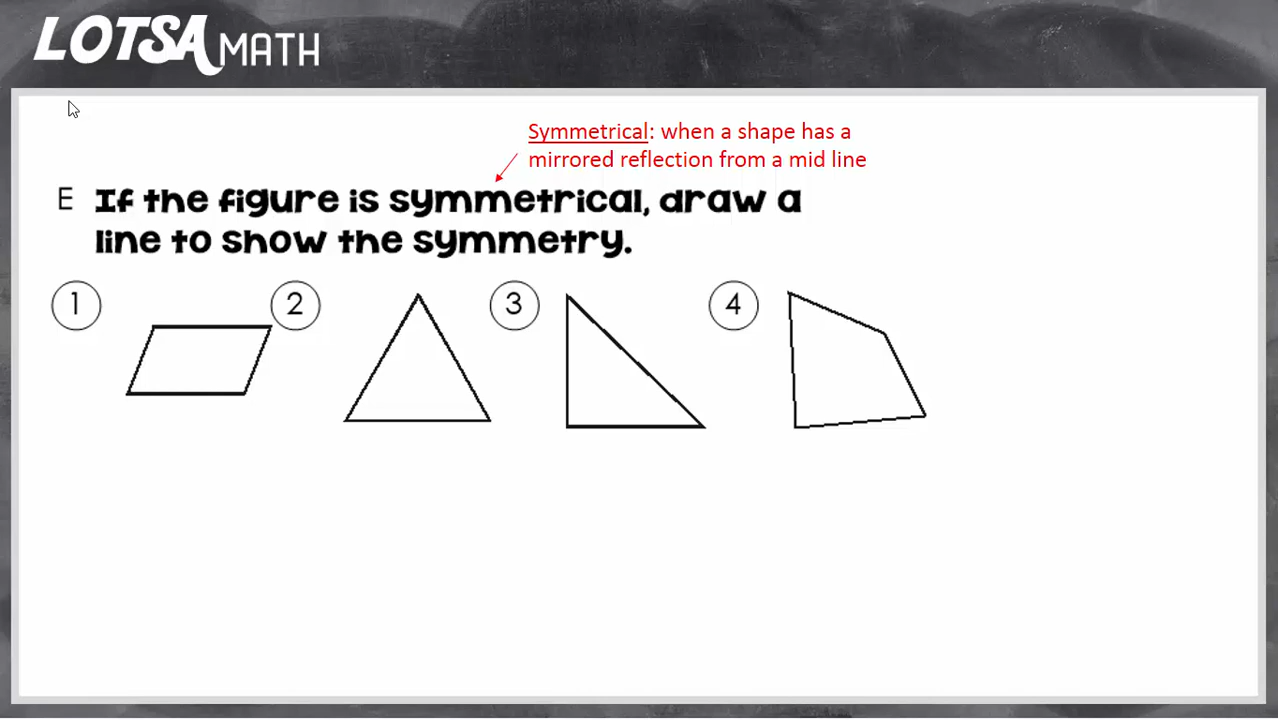 LOTSA MATH
Symmetrical: when a shape has a
mirrored reflection from a mid line
E If the figure is symmetrical, draw a
line to show the symmetry.
1 2 3 4